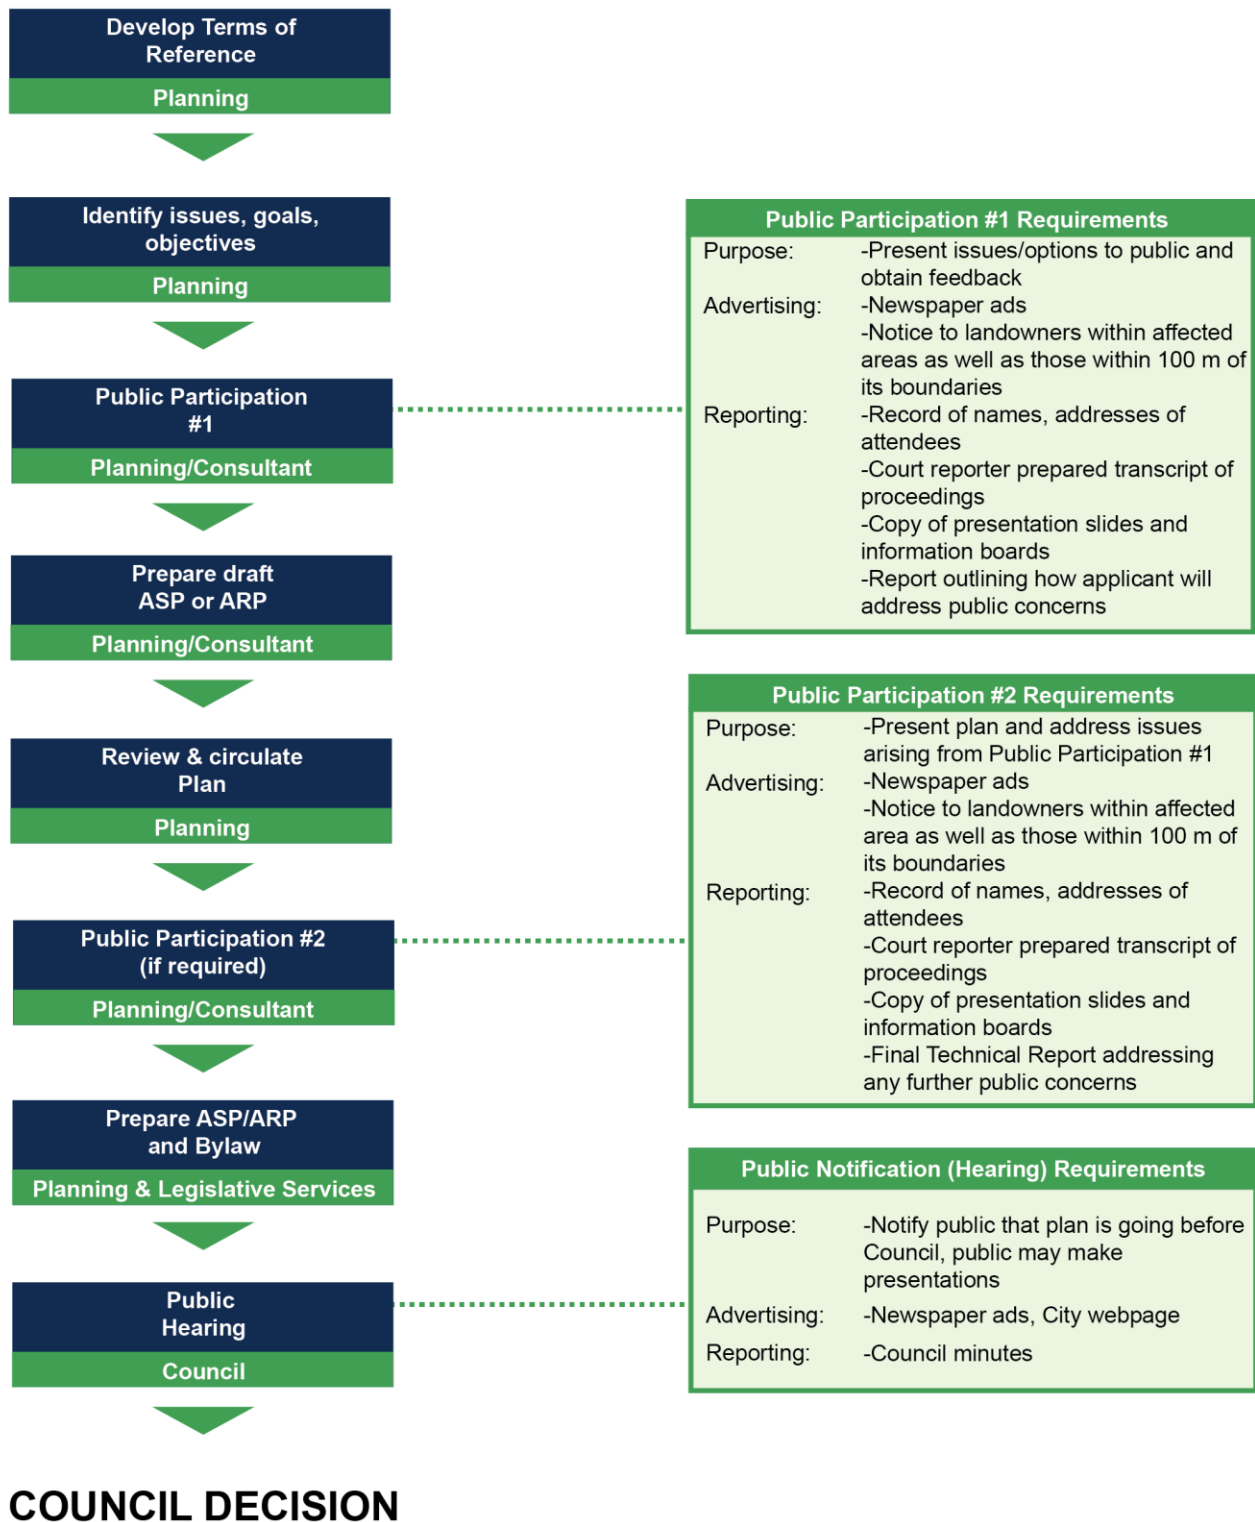 Develop Terms of
Reference
Planning
Identify issues, goals,
objectives
Planning
Public Participation
#1
Planning/Consultant
Prepare draft
ASP or ARP
Planning/Consultant
Review & circulate
Plan
Planning
Public Participation #2
(if required)
Planning/Consultant
Prepare ASP/ARP
and Bylaw
Planning & Legislative Services
Public
Hearing
Council
COUNCIL DECISION
Public Participation #1 Requirements
Purpose: -Present issues/options to public and
obtain feedback
Advertising: -Newspaper ads
-Notice to landowners within affected
areas as well as those within 100 m of
its boundaries
Reporting: -Record of names, addresses of
attendees
-Court reporter prepared transcript of
proceedings
-Copy of presentation slides and
information boards
-Report outlining how applicant will
address public concerns
Public Participation #2 Requirements
Purpose: -Present plan and address issues
arising from Public Participation #1
Advertising: -Newspaper ads
-Notice to landowners within affected
area as well as those within 100 m of
its boundaries
Reporting: -Record of names, addresses of
attendees
-Court reporter prepared transcript of
proceedings
-Copy of presentation slides and
information boards
-Final Technical Report addressing
any further public concerns
Public Notification (Hearing) Requirements
Purpose: -Notify public that plan is going before
Council, public may make
presentations
Advertising: -Newspaper ads, City webpage
Reporting: -Council minutes